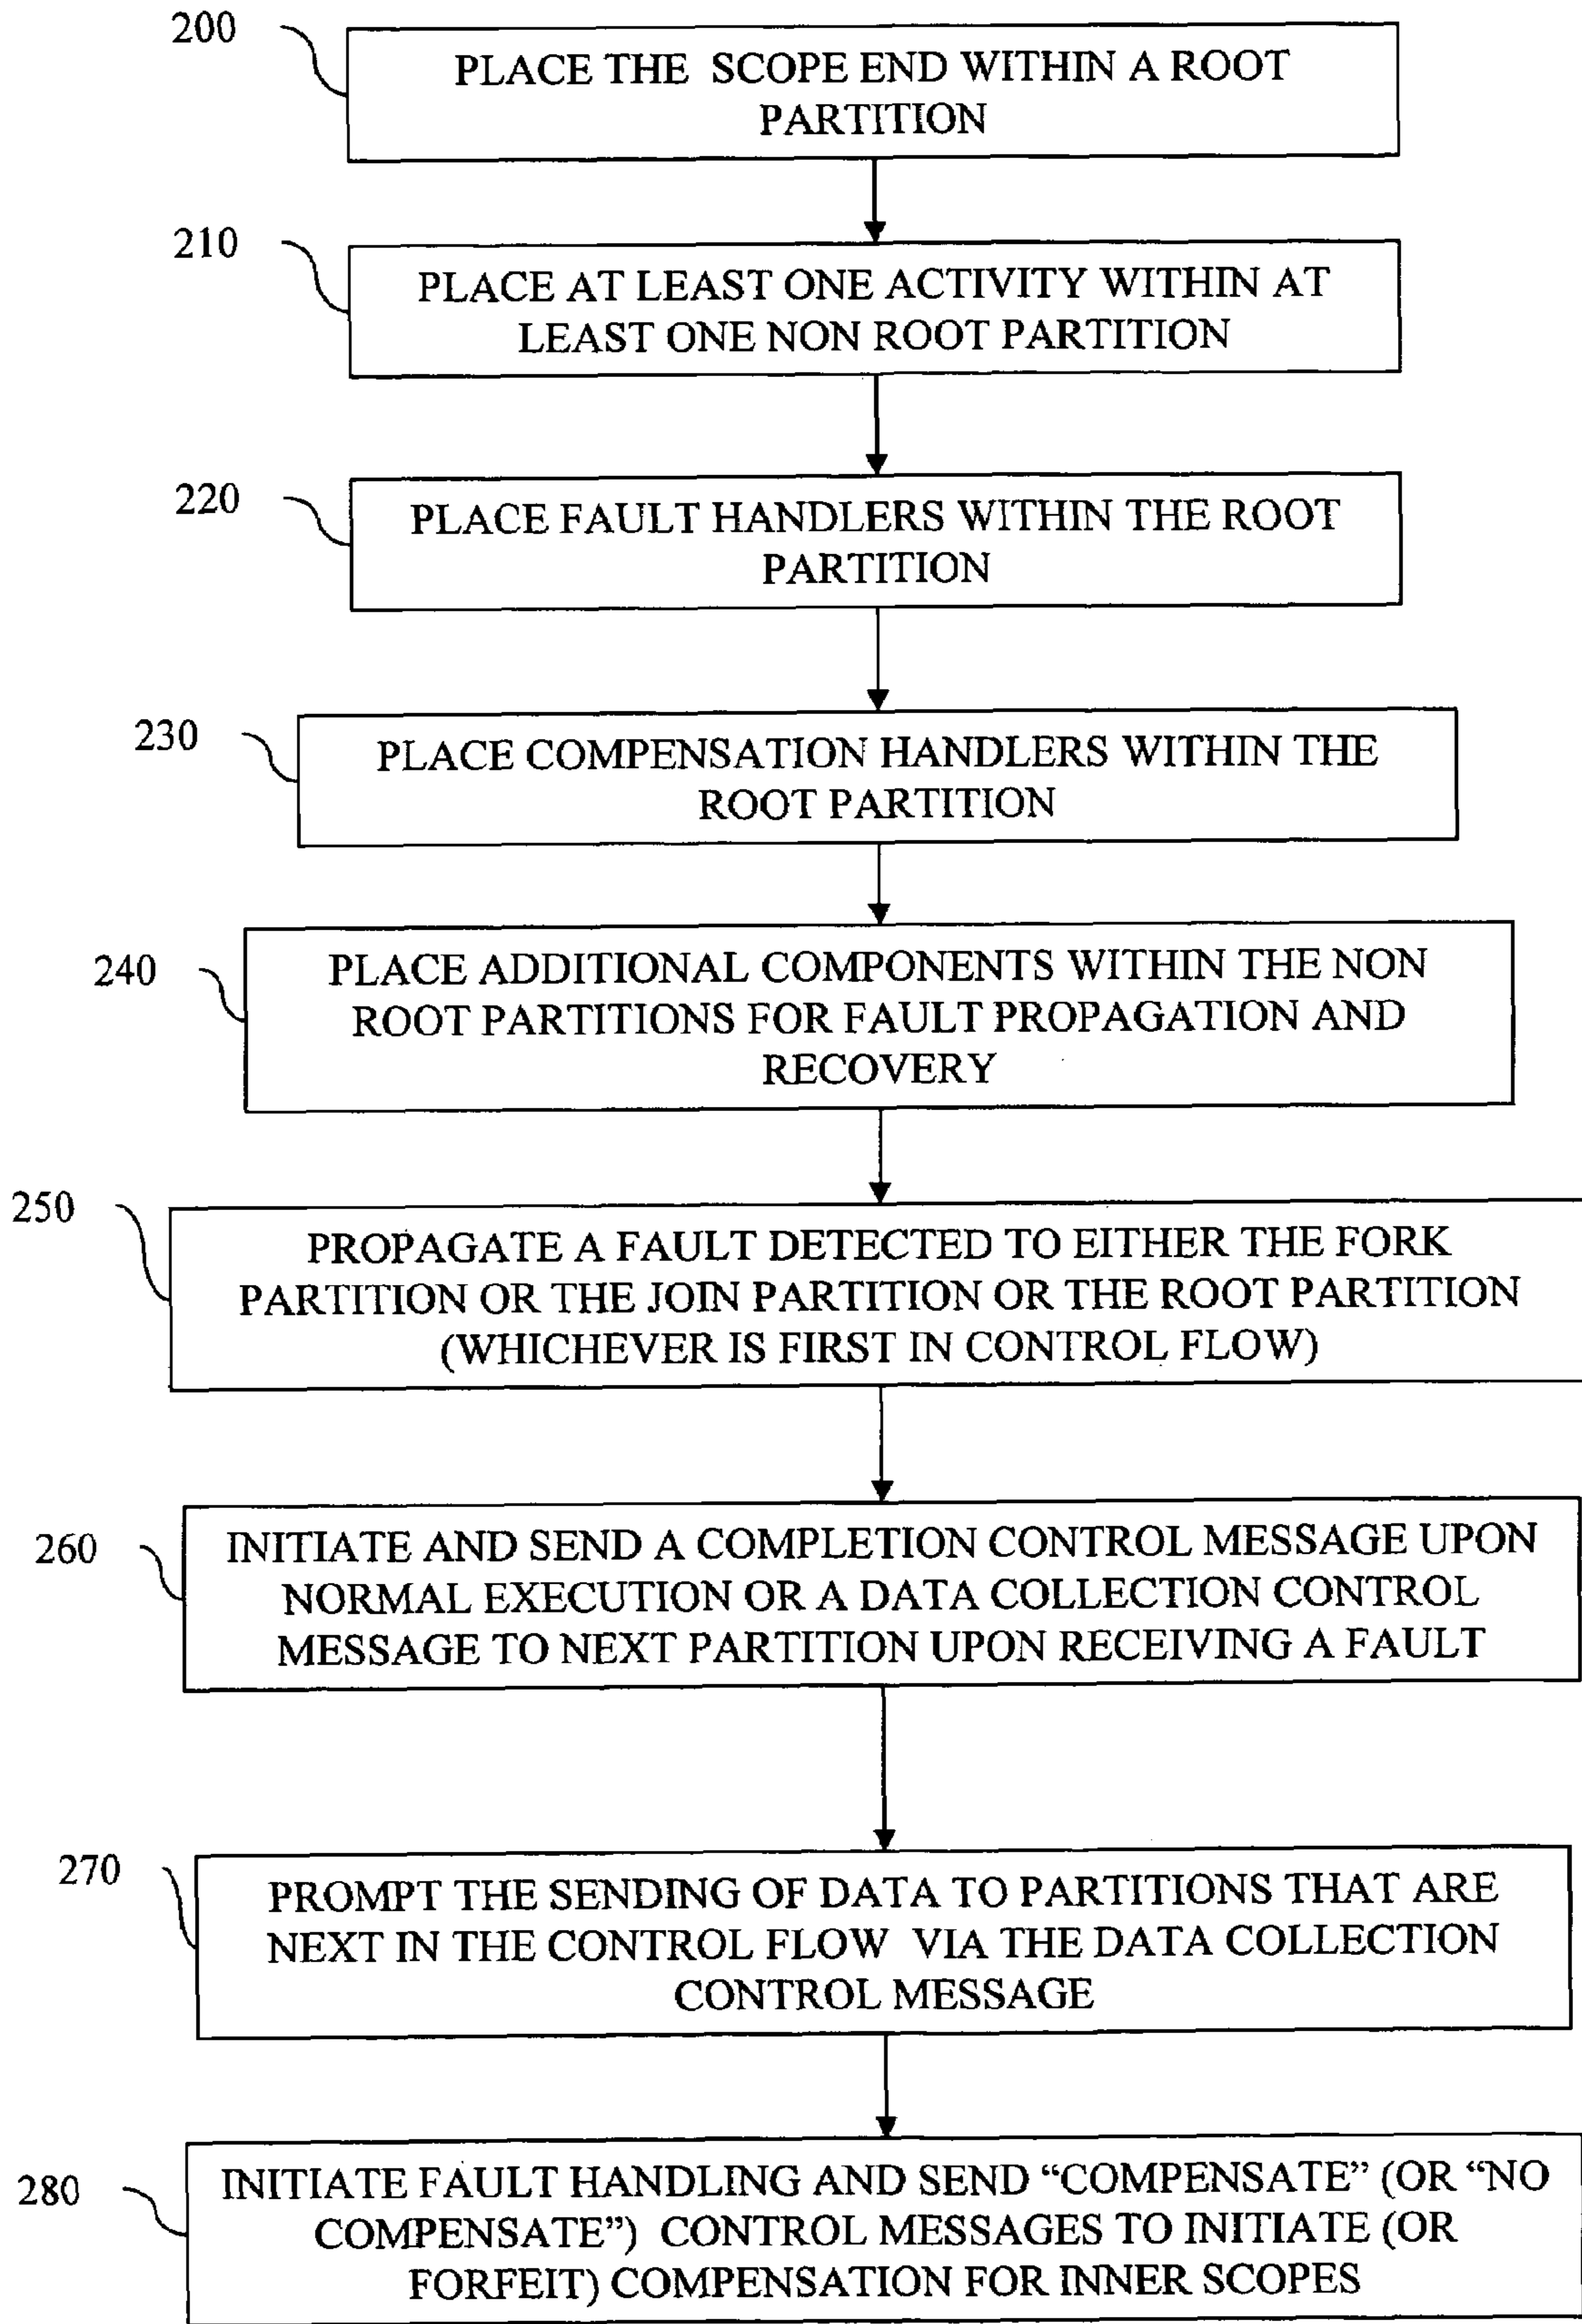 200
PLACE THE SCOPE END WITHIN A ROOT
PARTITION
210
PLACE AT LEAST ONE ACTIVITY WITHIN AT
LEAST ONE NON ROOT PARTITION
220
PLACE FAULT HANDLERS WITHIN THE ROOT
PARTITION
230
PLACE COMPENSATION HANDLERS WITHIN THE
ROOT PARTITION
240
PLACE ADDITIONAL COMPONENTS WITHIN THE NON
ROOT PARTITIONS FOR FAULT PROPAGATION AND
RECOVERY
250
PROPAGATE A FAULT DETECTED TO EITHER THE FORK
PARTITION OR THE JOIN PARTITION OR THE ROOT PARTITION
(WHICHEVER IS FIRST IN CONTROL FLOW)
260
INITIATE AND SEND A COMPLETION CONTROL MESSAGE UPON
NORMAL EXECUTION OR A DATA COLLECTION CONTROL
MESSAGE TO NEXT PARTITION UPON RECEIVING A FAULT
270
PROMPT THE SENDING OF DATA TO PARTITIONS THAT ARE
NEXT IN THE CONTROL FLOW VIA THE DATA COLLECTION
CONTROL MESSAGE
280
INITIATE FAULT HANDLING AND SEND “COMPENSATE” (OR “NO
COMPENSATE”) CONTROL MESSAGES TO INITIATE (OR
FORFEIT) COMPENSATION FOR INNER SCOPES